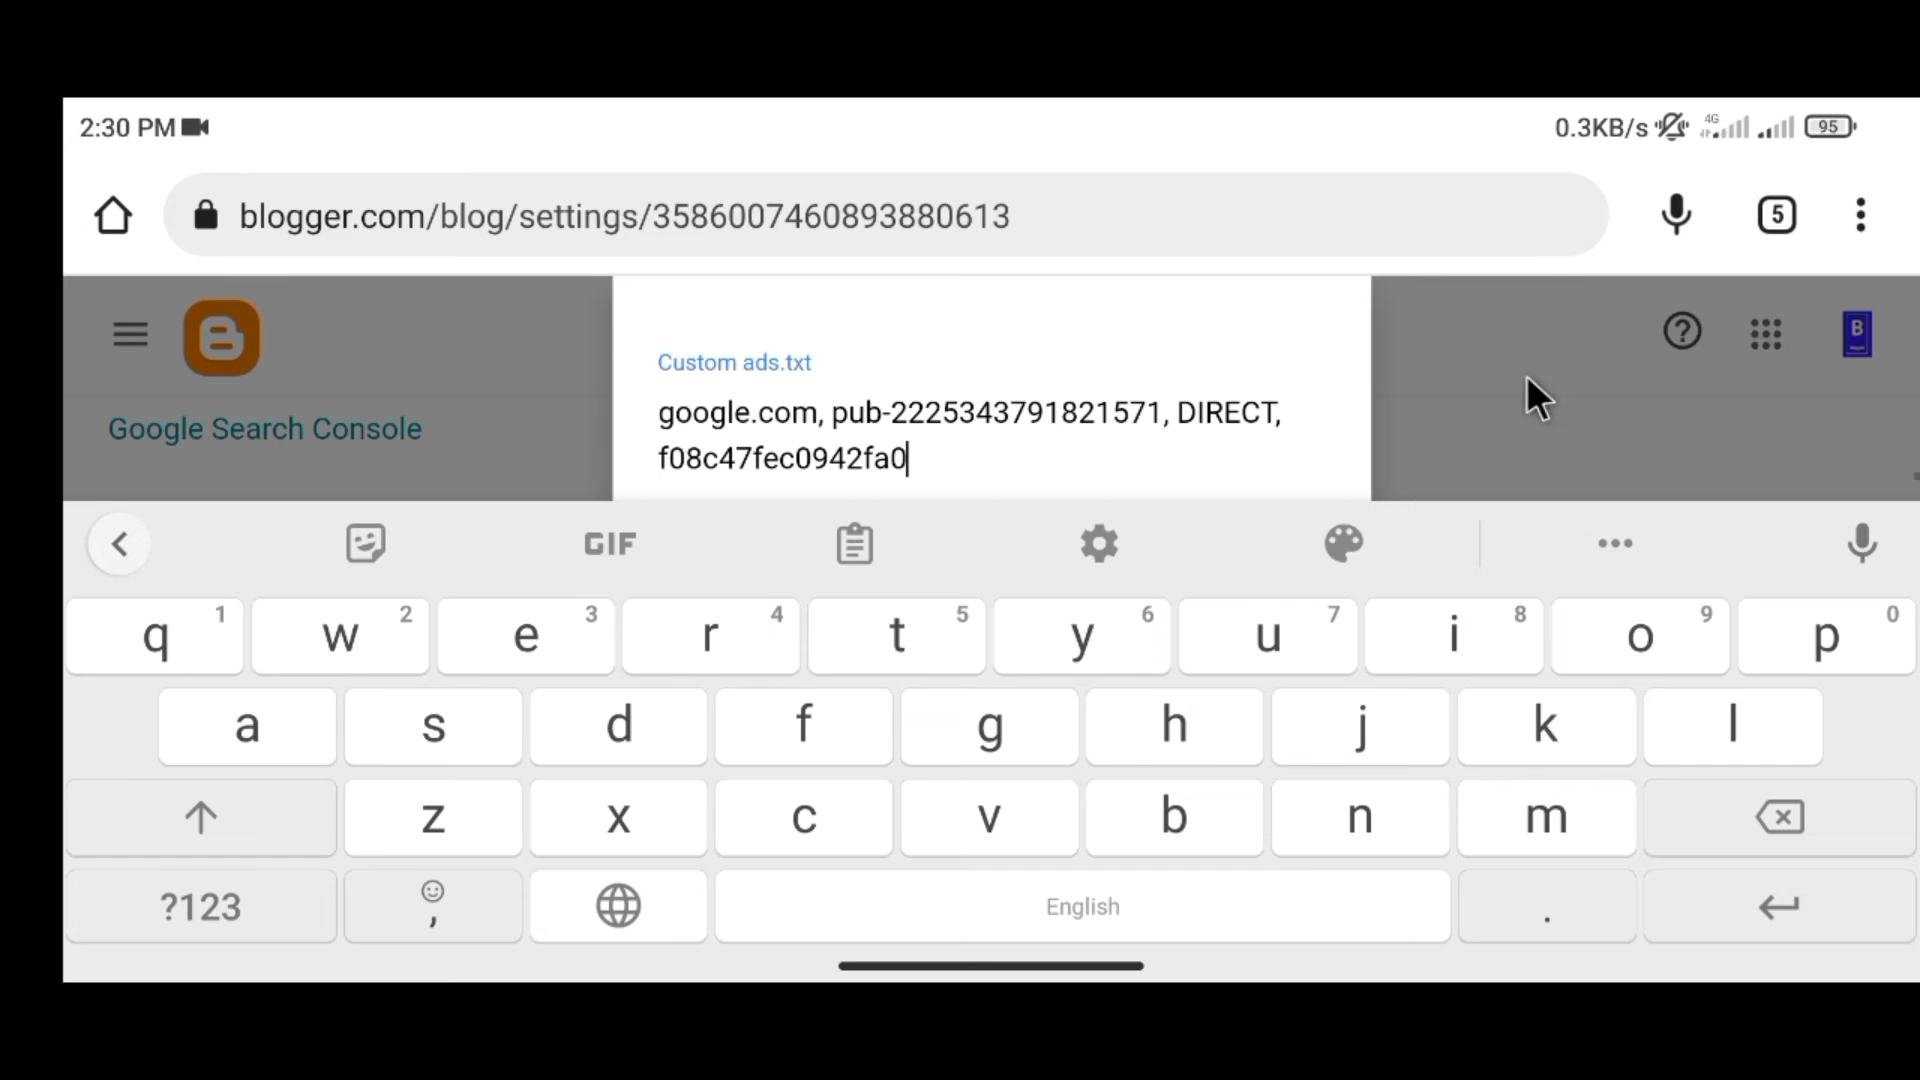 2:30 PM
0.3KB/s 4G 95
blogger.com/blog/settings/3586007460893880613
5
B
Custom ads.txt
google.com, pub-2225343791821571, DIRECT,
f08c47fec0942fa0
Google Search Console
GIF
q 1 w 2 e 3 r 4 t 5 y 6 u 7 i 8 o 9 p 0
a s d f g h j k l
z x c v b n m
?123 , English .